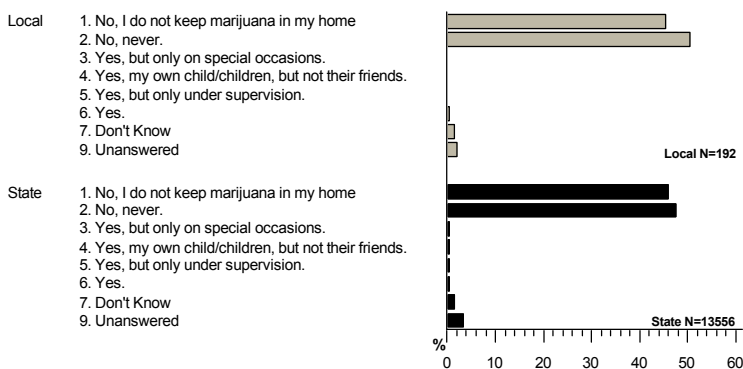 Local 1. No, I do not keep marijuana in my home
2. No, never.
3. Yes, but only on special occasions.
4. Yes, my own child/children, but not their friends.
5. Yes, but only under supervision.
6. Yes.
7. Don't Know
9. Unanswered
Local N=192
State 1. No, I do not keep marijuana in my home
2. No, never.
3. Yes, but only on special occasions.
4. Yes, my own child/children, but not their friends.
5. Yes, but only under supervision.
6. Yes.
7. Don't Know
9. Unanswered
State N=13556
%
0 10 20 30 40 50 60